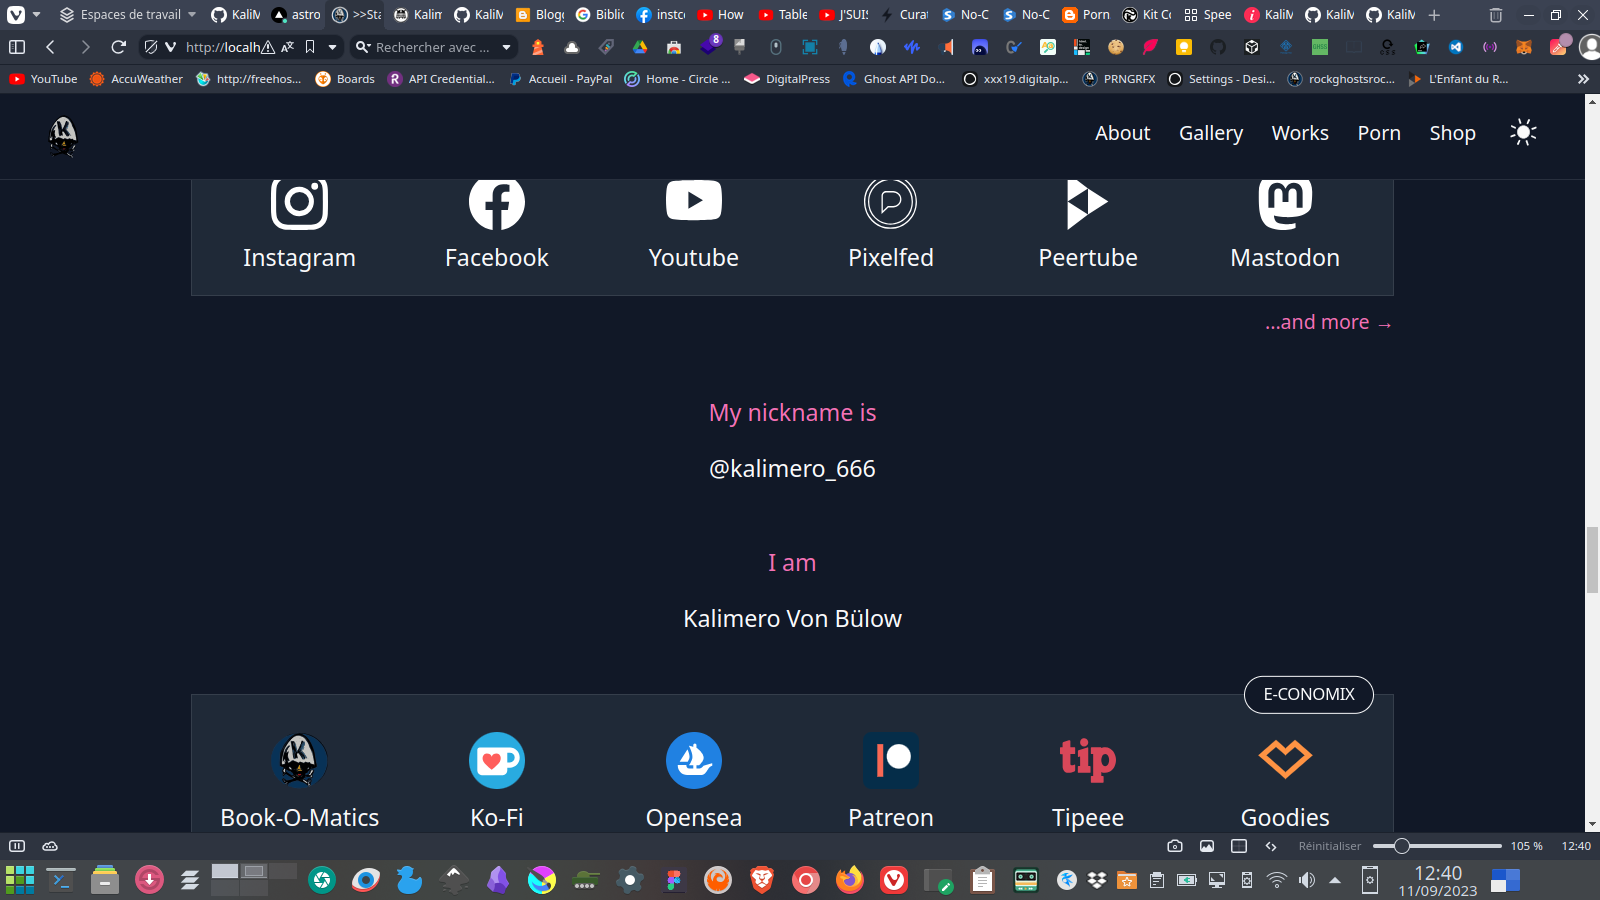 Espaces de travail
KaliM
astro
>>Sta
Kalim
KaliM
Blogg
Biblio
instco
How
Table
J'SUIS
Curat
No-C
No-C
Porn
Kit Co
Spee
KaliM
KaliM
KaliM
http://localh
Rechercher avec ...
8
YouTube
AccuWeather
http://freehos...
Boards
API Credential...
Accueil - PayPal
Home - Circle ...
DigitalPress
Ghost API Do...
xxx19.digitalp...
PRNGRFX
Settings - Desi...
rockghostsroc...
L'Enfant du R...
K
About
Gallery
Works
Porn
Shop
Instagram
Facebook
Youtube
Pixelfed
Peertube
Mastodon
...and more →
My nickname is
@kalimero_666
I am
Kalimero Von Bülow
E-CONOMIX
K
tip
Book-O-Matics
Ko-Fi
Opensea
Patreon
Tipeee
Goodies
Réinitialiser
105 %
12:40
12:40
11/09/2023